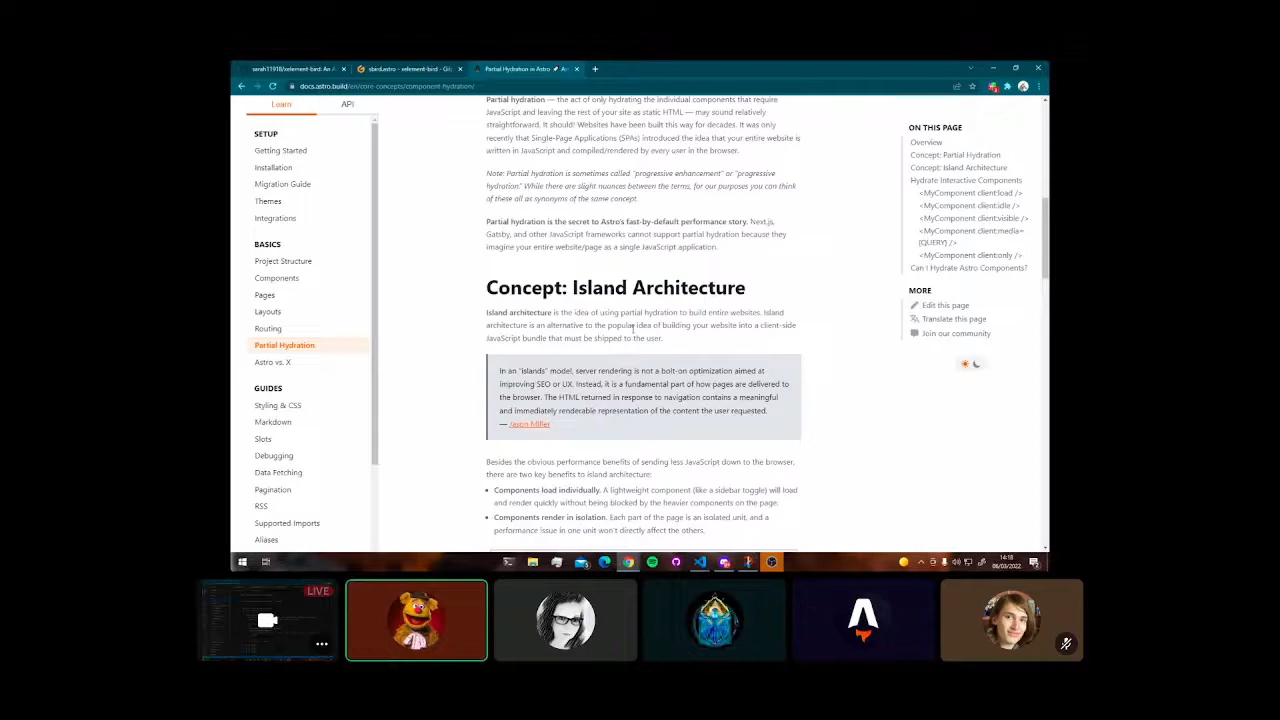 sarah11918/xelement-bird: An A
sbird.astro - xelement-bird - Git
Partial Hydration in Astro
docs.astro.build/en/core-concepts/component-hydration/
Learn
API
SETUP
Getting Started
Installation
Migration Guide
Themes
Integrations
BASICS
Project Structure
Components
Pages
Layouts
Routing
Partial Hydration
Astro vs. X
GUIDES
Styling & CSS
Markdown
Slots
Debugging
Data Fetching
Pagination
RSS
Supported Imports
Aliases
Partial hydration — the act of only hydrating the individual components that require
JavaScript and leaving the rest of your site as static HTML — may sound relatively
straightforward. It should! Websites have been built this way for decades. It was only
recently that Single-Page Applications (SPAs) introduced the idea that your entire website is
written in JavaScript and compiled/rendered by every user in the browser.
Note: Partial hydration is sometimes called "progressive enhancement" or "progressive
hydration." While there are slight nuances between the terms, for our purposes you can think
of these all as synonyms of the same concept.
Partial hydration is the secret to Astro's fast-by-default performance story. Next.js,
Gatsby, and other JavaScript frameworks cannot support partial hydration because they
imagine your entire website/page as a single JavaScript application.
Concept: Island Architecture
Island architecture is the idea of using partial hydration to build entire websites. Island
architecture is an alternative to the popular idea of building your website into a client-side
JavaScript bundle that must be shipped to the user.
In an "islands" model, server rendering is not a bolt-on optimization aimed at
improving SEO or UX. Instead, it is a fundamental part of how pages are delivered to
the browser. The HTML returned in response to navigation contains a meaningful
and immediately renderable representation of the content the user requested.
— Jason Miller
Besides the obvious performance benefits of sending less JavaScript down to the browser,
there are two key benefits to island architecture:
• Components load individually. A lightweight component (like a sidebar toggle) will load
and render quickly without being blocked by the heavier components on the page.
• Components render in isolation. Each part of the page is an isolated unit, and a
performance issue in one unit won't directly affect the others.
ON THIS PAGE
Overview
Concept: Partial Hydration
Concept: Island Architecture
Hydrate Interactive Components
<MyComponent client:load />
<MyComponent client:idle />
<MyComponent client:visible />
<MyComponent client:media=
{QUERY} />
<MyComponent client:only />
Can I Hydrate Astro Components?
MORE
Edit this page
Translate this page
Join our community
14:18
06/03/2022
LIVE